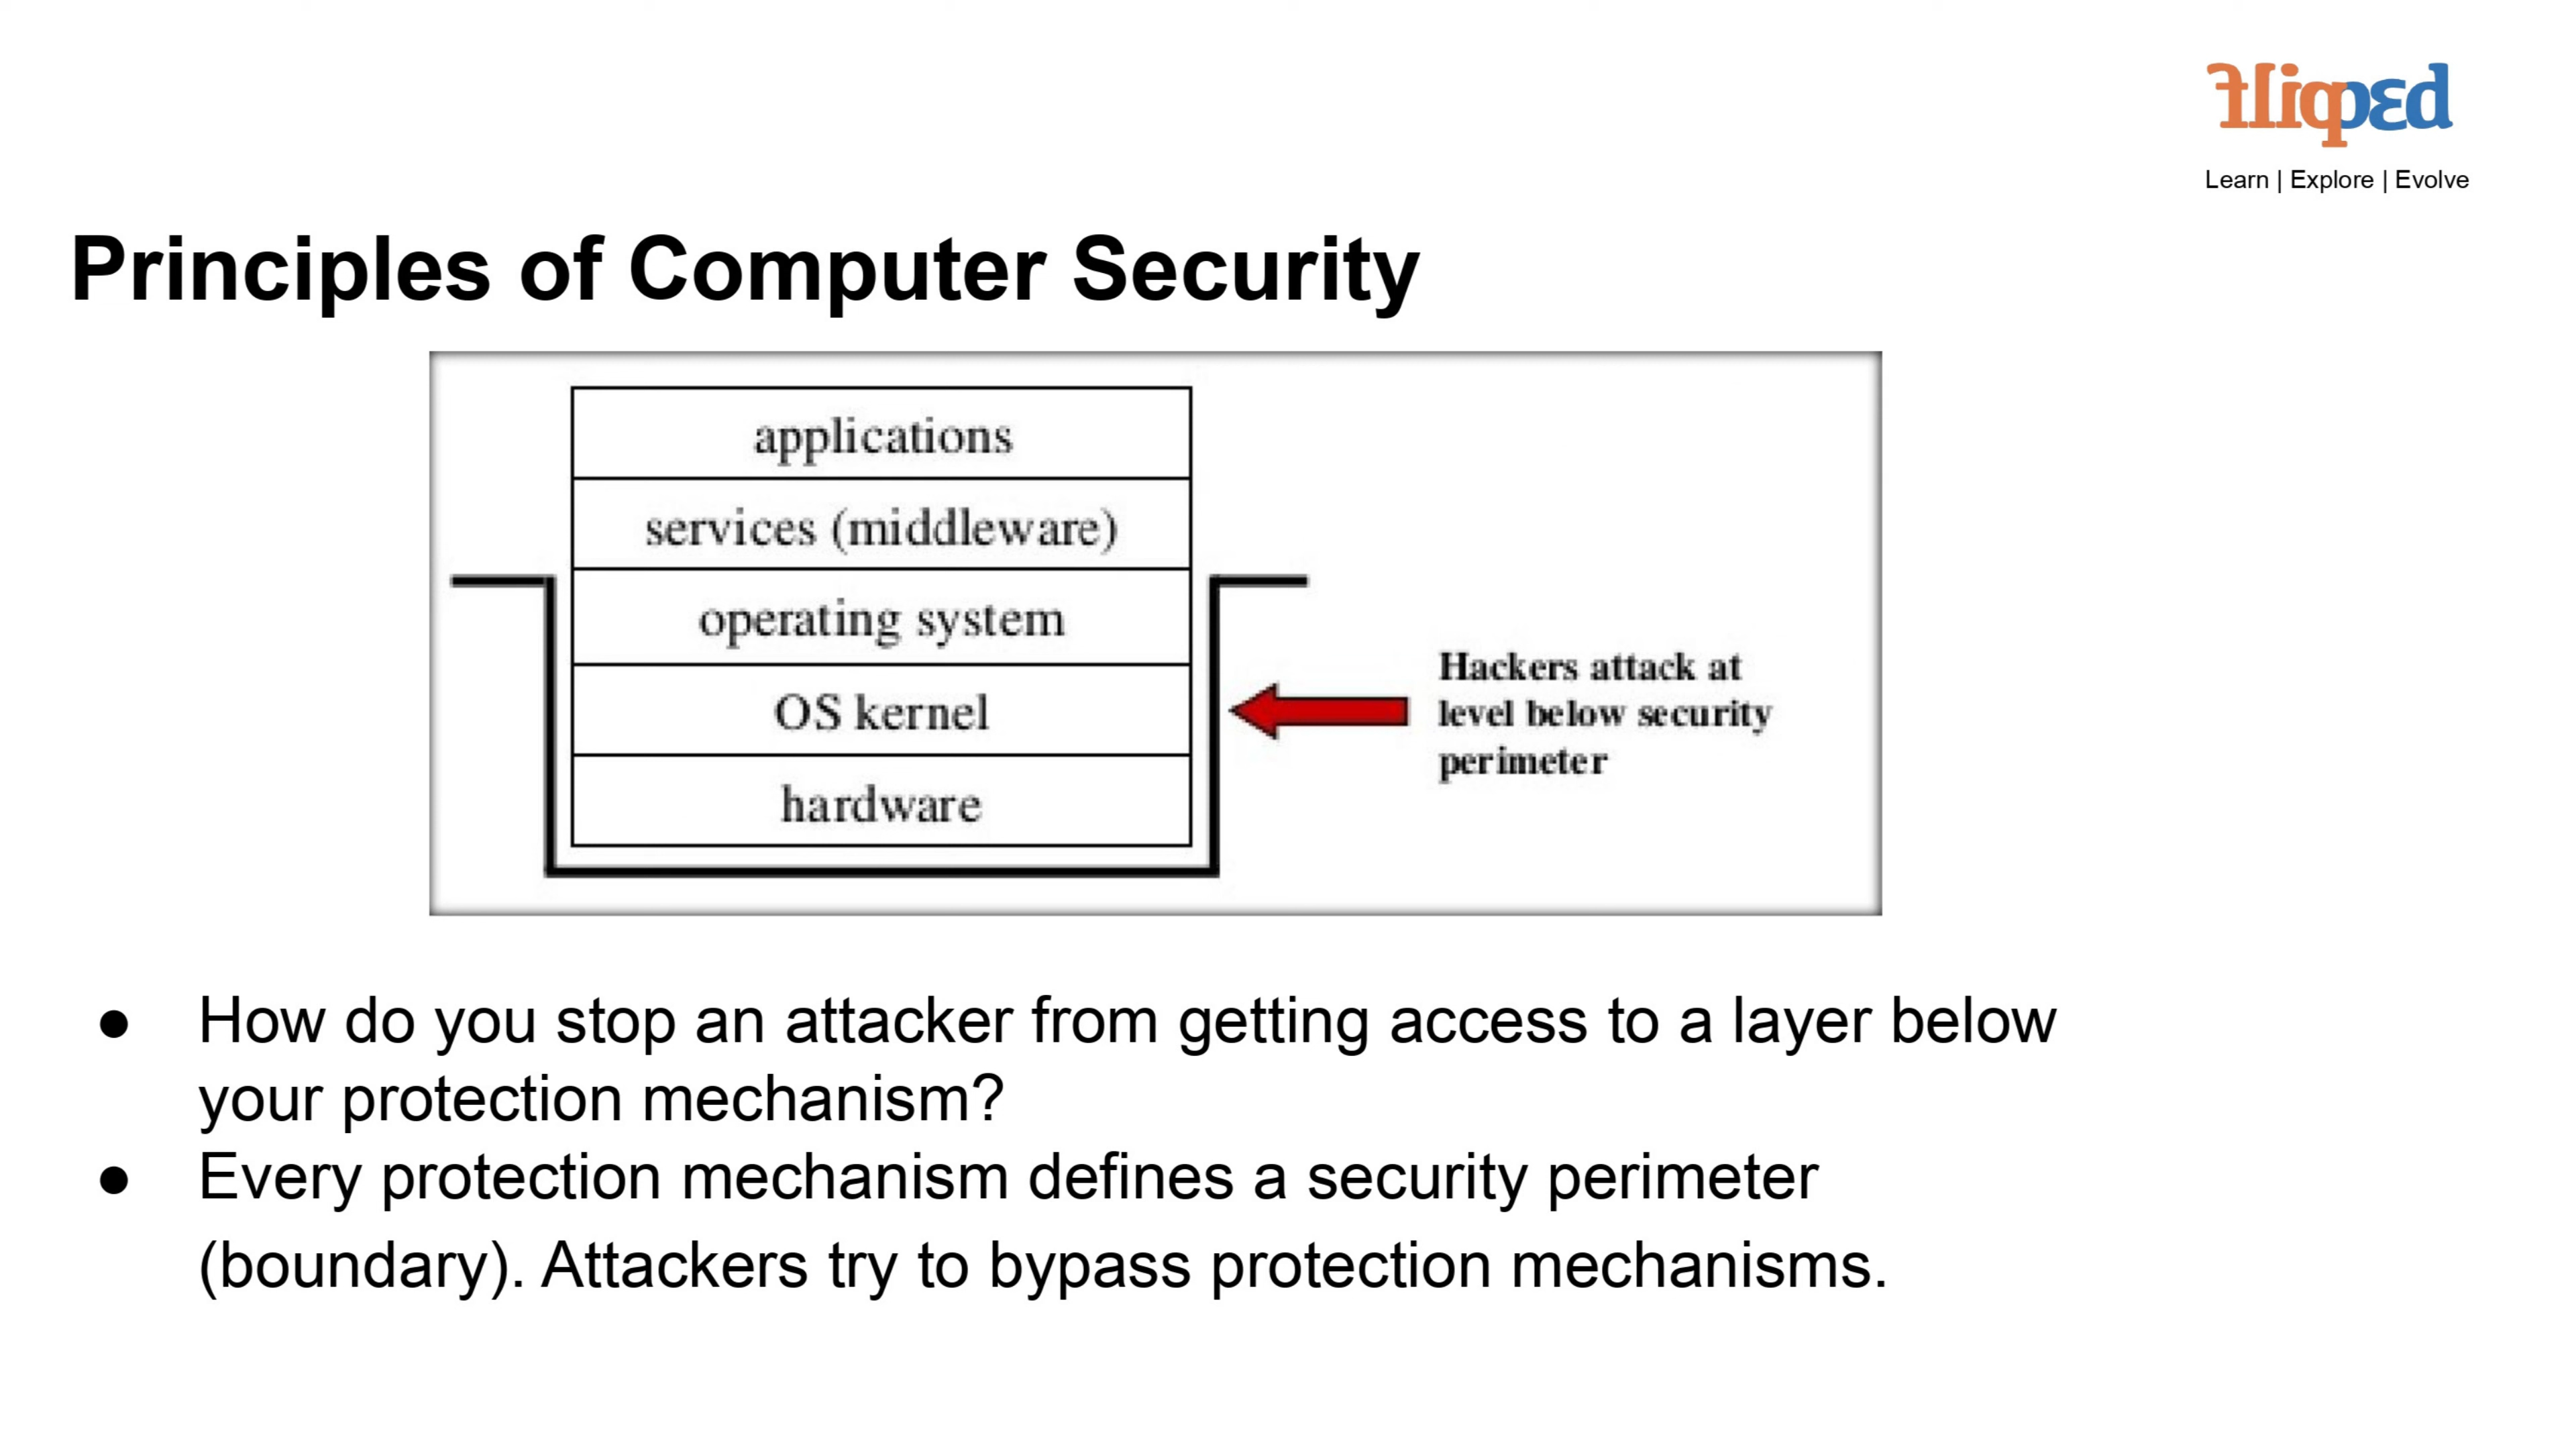 fliqpɛd
Learn | Explore | Evolve
Principles of Computer Security
applications
services (middleware)
operating system
OS kernel
hardware
Hackers attack at
level below security
perimeter
● How do you stop an attacker from getting access to a layer below
your protection mechanism?
● Every protection mechanism defines a security perimeter
(boundary). Attackers try to bypass protection mechanisms.